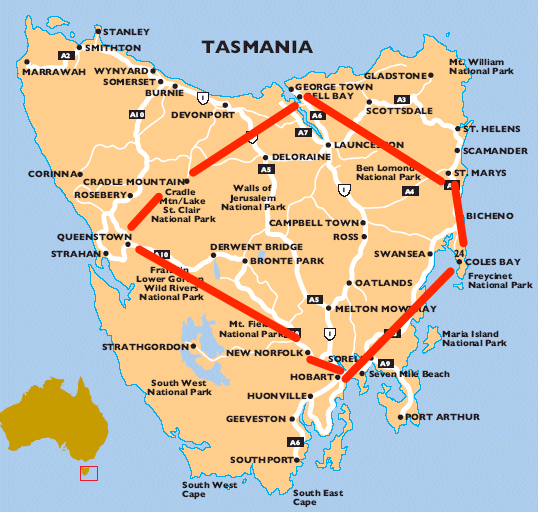 STANLEY
TASMANIA
SMITHTON
A2
Mt. William
National Park
MARRAWAH
WYNYARD
GLADSTONE
SOMERSET
GEORGE TOWN
BURNIE
1
ELL BAY
A3
DEVONPORT
A10
A6
SCOTTSDALE
A7
ST. HELENS
LAUNCESTON
SCAMANDER
DELORAINE
Ben Lomond
National Park
CORINNA
A5
ST. MARYS
CRADLE MOUNTAIN
A4
ROSEBERY
Cradle
Mtn/Lake
St. Clair
National Park
Walls of
Jerusalem
National Park
1
BICHENO
CAMPBELL TOWN
QUEENSTOWN
ROSS
STRAHAN
A10
DERWENT BRIDGE
SWANSEA
24
BRONTE PARK
COLES BAY
Franklin
Lower Gordon
Wild Rivers
National Park
Freycinet
National Park
OATLANDS
A5
MELTON MOWBRAY
Mt. Field
National Park
1
Maria Island
National Park
STRATHGORDON
NEW NORFOLK
SORELL
A9
HOBART
Seven Mile Beach
South West
National Park
HUONVILLE
GEEVESTON
PORT ARTHUR
A6
SOUTHPORT
South West
Cape
South East
Cape